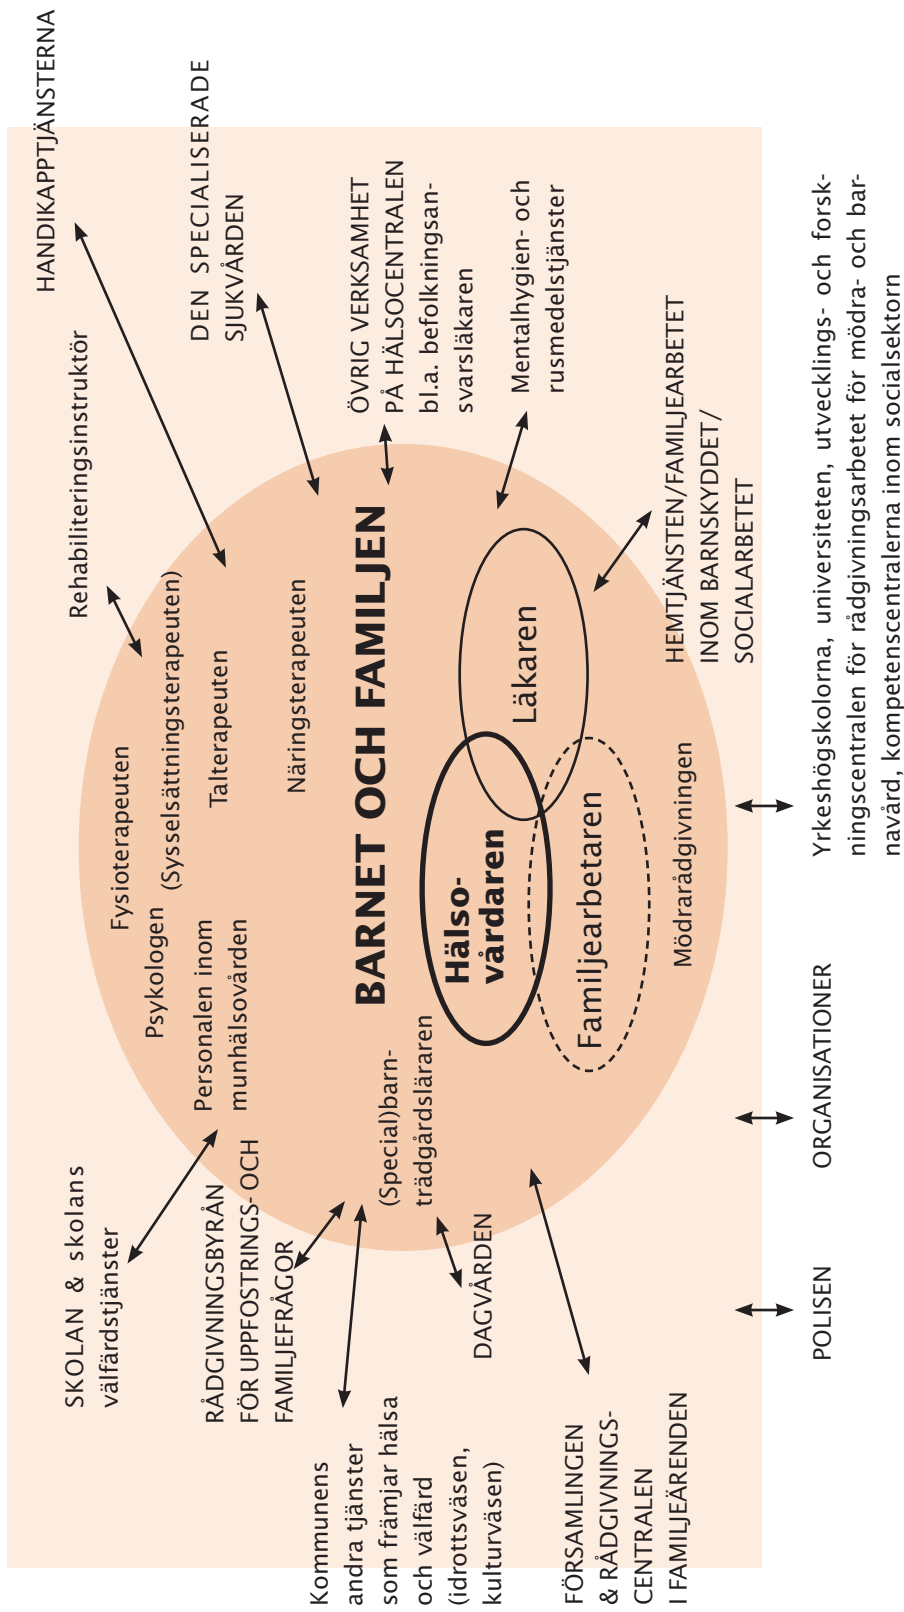 SKOLAN & skolans
välfärdstjänster
RÅDGIVNINGSBYRÅN
FÖR UPPFOSTRINGS- OCH
FAMILJEFRÅGOR
Kommunens
andra tjänster
som främjar hälsa
och välfärd
(idrottsväsen,
kulturväsen)
DAGVÅRDEN
FÖRSAMLINGEN
& RÅDGIVNINGS-
CENTRALEN
I FAMILJEÄRENDEN
Fysioterapeuten
Psykologen
(Sysselsättningsterapeuten)
Personalen inom
munhälsovården
Talterapeuten
Näringsterapeuten
BARNET OCH FAMILJEN
(Special)barn-
trädgårdsläraren
Hälso-
vårdaren
Läkaren
Familjearbetaren
Mödrarådgivningen
HANDIKAPPTJÄNSTERNA
Rehabiliteringsinstruktör
DEN SPECIALISERADE
SJUKVÅRDEN
ÖVRIG VERKSAMHET
PÅ HÄLSOCENTRALEN
bl.a. befolkningsan-
svarsläkaren
Mentalhygien- och
rusmedelstjänster
HEMTJÄNSTEN/FAMILJEARBETET
INOM BARNSKYDDET/
SOCIALARBETET
POLISEN
ORGANISATIONER
Yrkeshögskolorna, universiteten, utvecklings- och forsk-
ningscentralen för rådgivningsarbetet för mödra- och bar-
navård, kompetenscentralerna inom socialsektorn